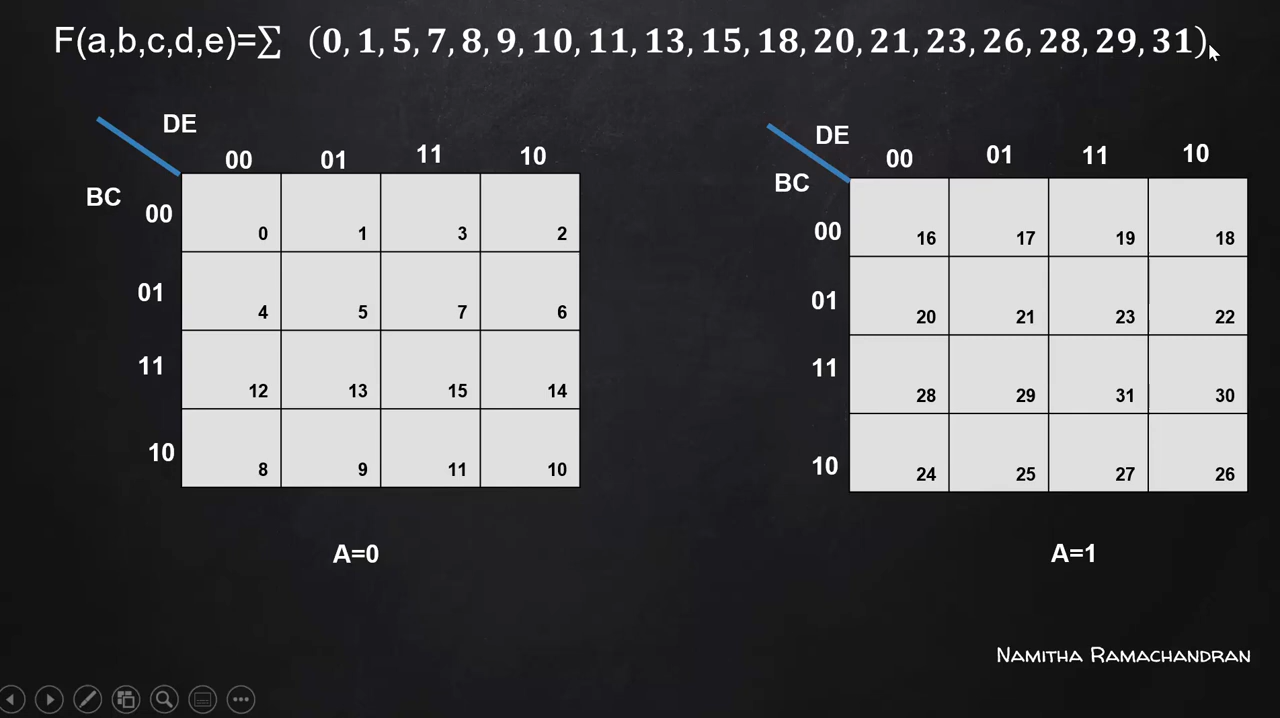 F(a,b,c,d,e)=∑ (0, 1, 5, 7, 8, 9, 10, 11, 13, 15, 18, 20, 21, 23, 26, 28, 29, 31)
DE
00 01 11 10
BC
00 0 1 3 2
01 4 5 7 6
11 12 13 15 14
10 8 9 11 10
A=0
DE
00 01 11 10
BC
00 16 17 19 18
01 20 21 23 22
11 28 29 31 30
10 24 25 27 26
A=1
Namitha Ramachandran